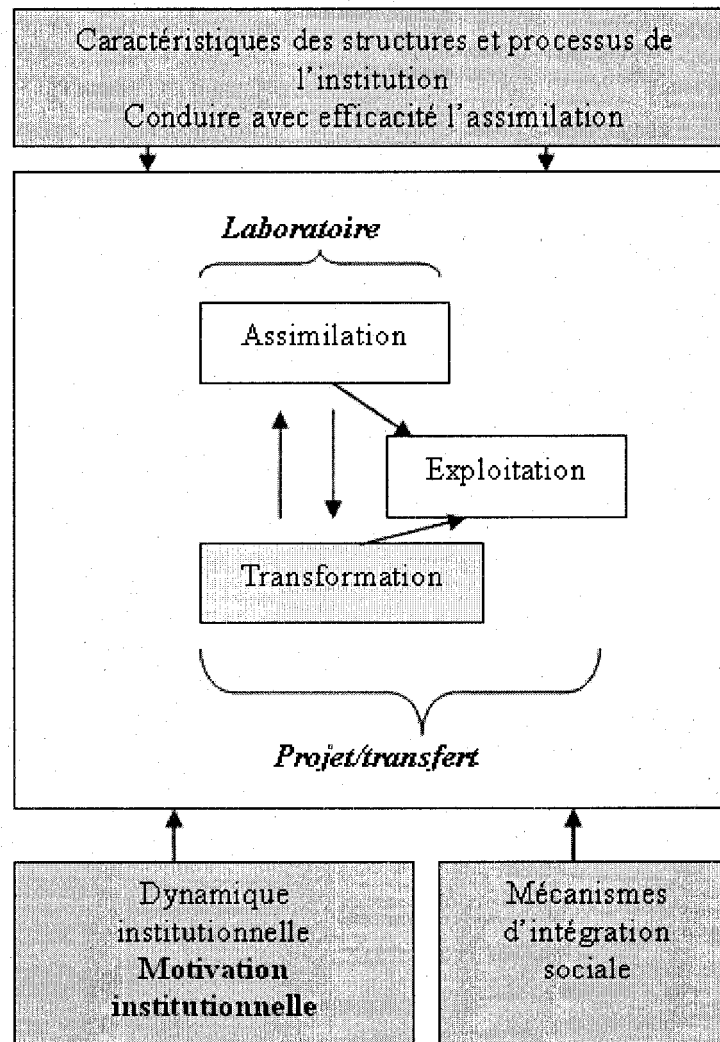 Caractéristiques des structures et processus de
l'institution
Conduire avec efficacité l'assimilation
Laboratoire
Assimilation
Exploitation
Transformation
Projet/transfert
Dynamique
institutionnelle
Motivation
institutionnelle
Mécanismes
d'intégration
sociale